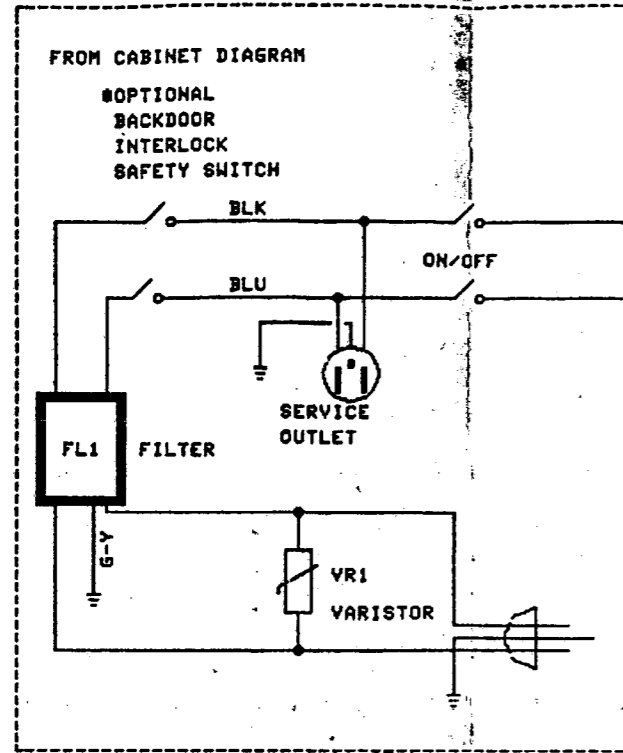 FROM CABINET DIAGRAM
*OPTIONAL
BACKDOOR
INTERLOCK
SAFETY SWITCH
BLK
ON/OFF
BLU
SERVICE
OUTLET
FL1
FILTER
G-Y
VR1
VARISTOR